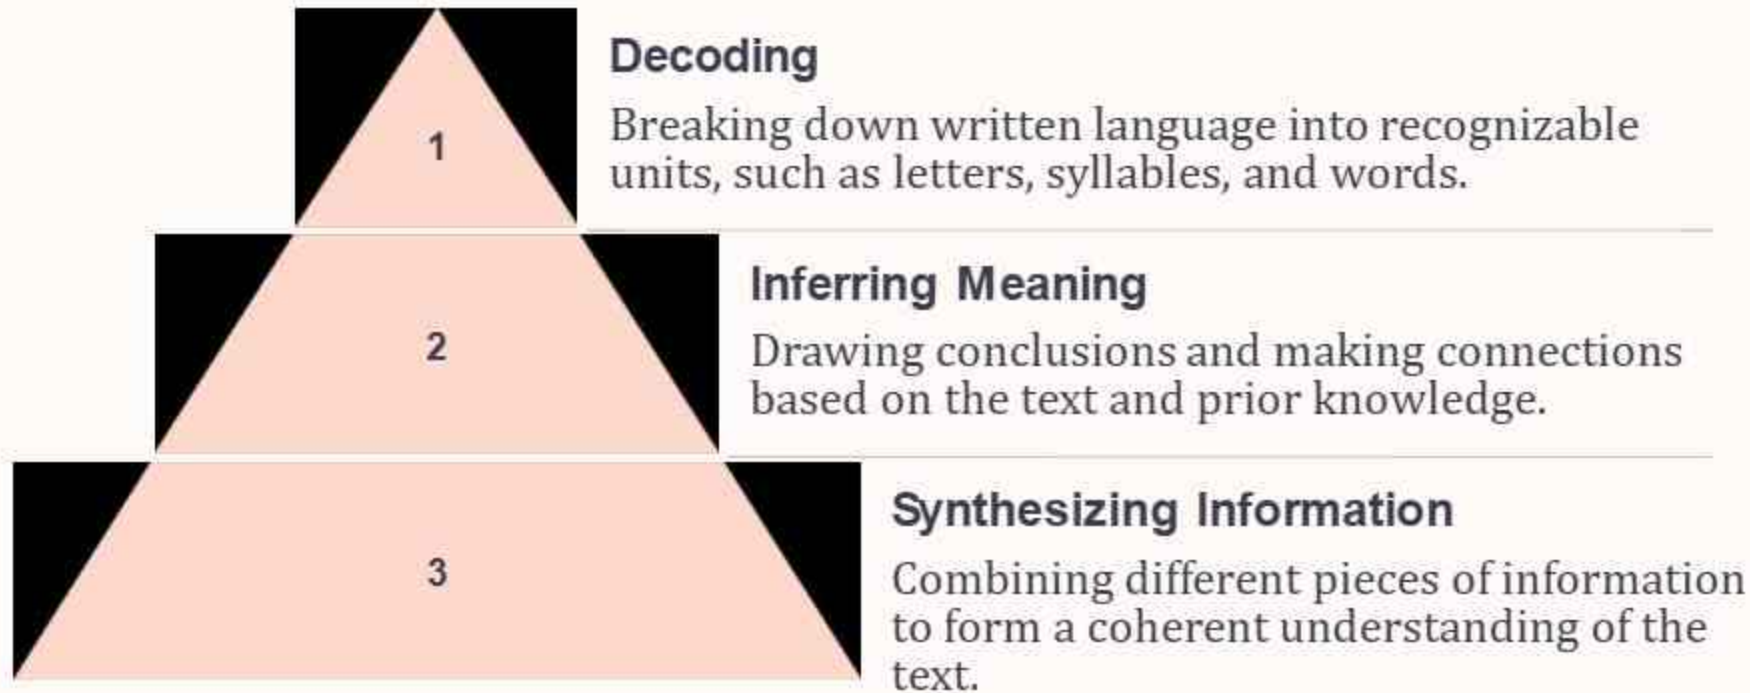 1
Decoding
Breaking down written language into recognizable
units, such as letters, syllables, and words.
2
Inferring Meaning
Drawing conclusions and making connections
based on the text and prior knowledge.
3
Synthesizing Information
Combining different pieces of information
to form a coherent understanding of the
text.